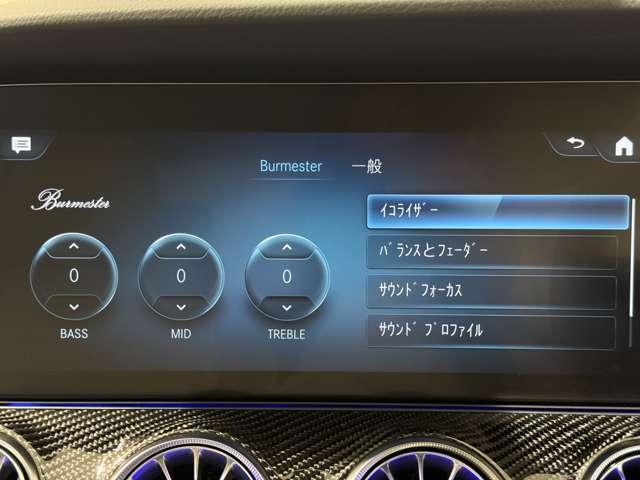 Burmester 一般
Burmester
ｲｺﾗｲｻﾞｰ
ﾊﾞﾗﾝｽとﾌｪｰﾀﾞｰ
ｻｳﾝﾄﾞﾌｫｰｶｽ
ｻｳﾝﾄﾞ ﾌﾟﾛﾌｧｲﾙ
0 0 0
BASS MID TREBLE